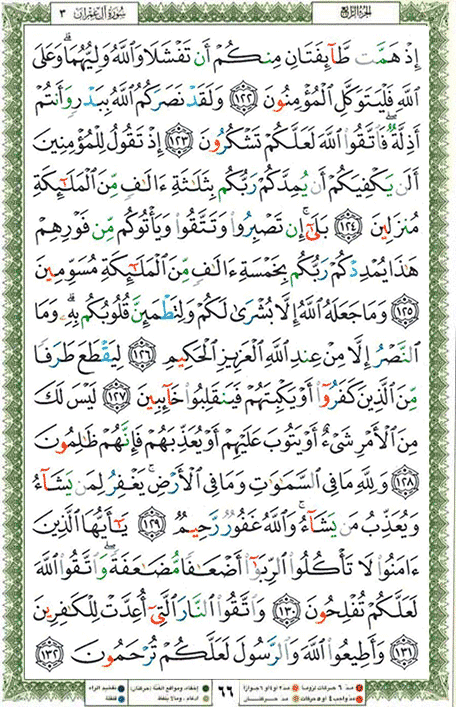 الجزء الرابع
سورة آل عمران ٣
إِذْ هَمَّت طَّآئِفَتَانِ مِنكُمْ أَن تَفْشَلَا وَٱللَّهُ وَلِيُّهُمَا ۗ وَعَلَى
ٱللَّهِ فَلْيَتَوَكَّلِ ٱلْمُؤْمِنُونَ ١٢٢ وَلَقَدْ نَصَرَكُمُ ٱللَّهُ بِبَدْرٍ وَأَنتُمْ
أَذِلَّةٌ ۖ فَٱتَّقُوا۟ ٱللَّهَ لَعَلَّكُمْ تَشْكُرُونَ ١٢٣ إِذْ تَقُولُ لِلْمُؤْمِنِينَ
أَلَن يَكْفِيَكُمْ أَن يُمِدَّكُمْ رَبُّكُم بِثَلَٰثَةِ ءَالَٰفٍ مِّنَ ٱلْمَلَٰٓئِكَةِ
مُنزَلِينَ ١٢٤ بَلَىٰٓ ۚ إِن تَصْبِرُوا۟ وَتَتَّقُوا۟ وَيَأْتُوكُم مِّن فَوْرِهِمْ
هَٰذَا يُمْدِدْكُمْ رَبُّكُم بِخَمْسَةِ ءَالَٰفٍ مِّنَ ٱلْمَلَٰٓئِكَةِ مُسَوِّمِينَ
١٢٥ وَمَا جَعَلَهُ ٱللَّهُ إِلَّا بُشْرَىٰ لَكُمْ وَلِتَطْمَئِنَّ قُلُوبُكُم بِهِۦ ۗ وَمَا
ٱلنَّصْرُ إِلَّا مِنْ عِندِ ٱللَّهِ ٱلْعَزِيزِ ٱلْحَكِيمِ ١٢٦ لِيَقْطَعَ طَرَفًا
مِّنَ ٱلَّذِينَ كَفَرُوٓا۟ أَوْ يَكْبِتَهُمْ فَيَنقَلِبُوا۟ خَآئِبِينَ ١٢٧ لَيْسَ لَكَ
مِنَ ٱلْأَمْرِ شَىْءٌ أَوْ يَتُوبَ عَلَيْهِمْ أَوْ يُعَذِّبَهُمْ فَإِنَّهُمْ ظَٰلِمُونَ
١٢٨ وَلِلَّهِ مَا فِى ٱلسَّمَٰوَٰتِ وَمَا فِى ٱلْأَرْضِ ۚ يَغْفِرُ لِمَن يَشَآءُ
وَيُعَذِّبُ مَن يَشَآءُ ۚ وَٱللَّهُ غَفُورٌ رَّحِيمٌ ١٢٩ يَٰٓأَيُّهَا ٱلَّذِينَ
ءَامَنُوا۟ لَا تَأْكُلُوا۟ ٱلرِّبَوٰٓا۟ أَضْعَٰفًا مُّضَٰعَفَةً ۖ وَٱتَّقُوا۟ ٱللَّهَ
لَعَلَّكُمْ تُفْلِحُونَ ١٣٠ وَٱتَّقُوا۟ ٱلنَّارَ ٱلَّتِىٓ أُعِدَّتْ لِلْكَٰفِرِينَ
١٣١ وَأَطِيعُوا۟ ٱللَّهَ وَٱلرَّسُولَ لَعَلَّكُمْ تُرْحَمُونَ ١٣٢
مد ٦ حركات لزوما مد ٢ أو ٤ أو ٦ جوازا إخفاء، ومواقع الغنة (حركتان) تفخيم الراء
مد واجب ٤ أو ٥ حركات مد حركتان إدغام، وما لا يلفظ قلقلة
٦٦